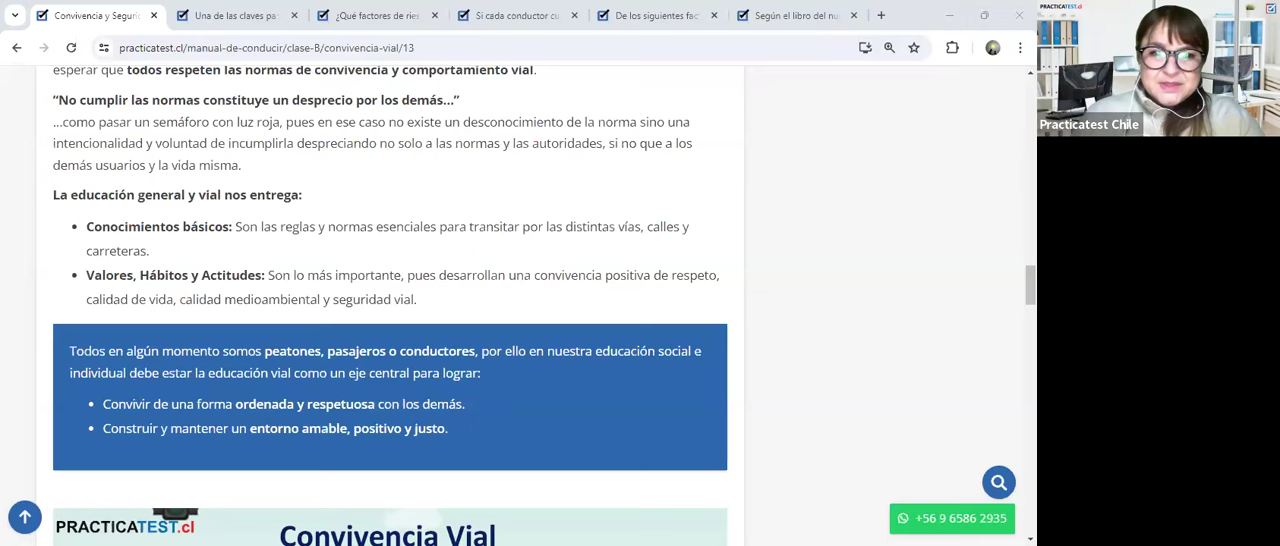 Convivencia y Seguric
Una de las claves pa
¿Qué factores de ries
Si cada conductor cu
De los siguientes fac
Según el libro del nu
practicatest.cl/manual-de-conducir/clase-B/convivencia-vial/13
esperar que todos respeten las normas de convivencia y comportamiento vial.
“No cumplir las normas constituye un desprecio por los demás...”
...como pasar un semáforo con luz roja, pues en esto no existe un desconocimiento de la norma sino una
intencionalidad y voluntad de incumplirla despreciando no solo a las normas y las autoridades, si no que a los
demás usuarios y la vida misma.
La educación general y vial nos entrega:
Conocimientos básicos: Son las reglas y normas esenciales para transitar por las distintas vías, calles y
carreteras.
Valores, Hábitos y Actitudes: Son lo más importante, pues desarrollan una convivencia positiva de respeto,
calidad de vida, calidad medioambiental y seguridad vial.
Todos en algún momento somos peatones, pasajeros o conductores, por ello en nuestra educación social e
individual debe estar la educación vial como un eje central para lograr:
Convivir de una forma ordenada y respetuosa con los demás.
Construir y mantener un entorno amable, positivo y justo.
PRACTICATEST.cl
Convivencia Vial
+56 9 6586 2935
PRACTICATEST.cl
Practicatest Chile